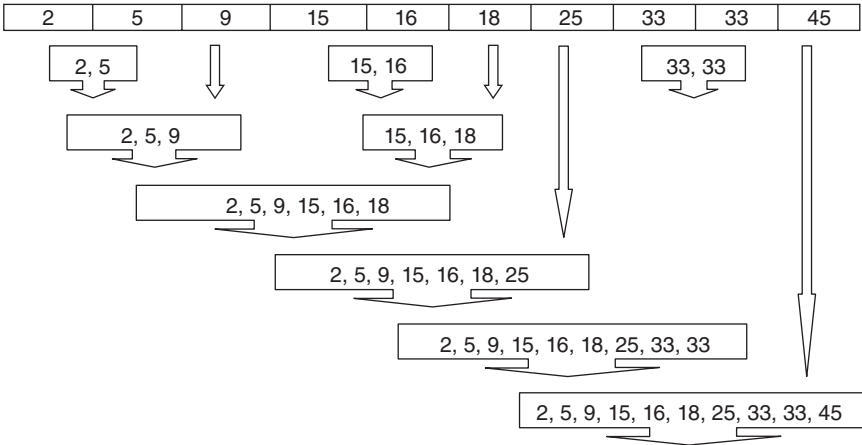 2 5 9 15 16 18 25 33 33 45
2, 5 15, 16 33, 33
2, 5, 9 15, 16, 18
2, 5, 9, 15, 16, 18
2, 5, 9, 15, 16, 18, 25
2, 5, 9, 15, 16, 18, 25, 33, 33
2, 5, 9, 15, 16, 18, 25, 33, 33, 45